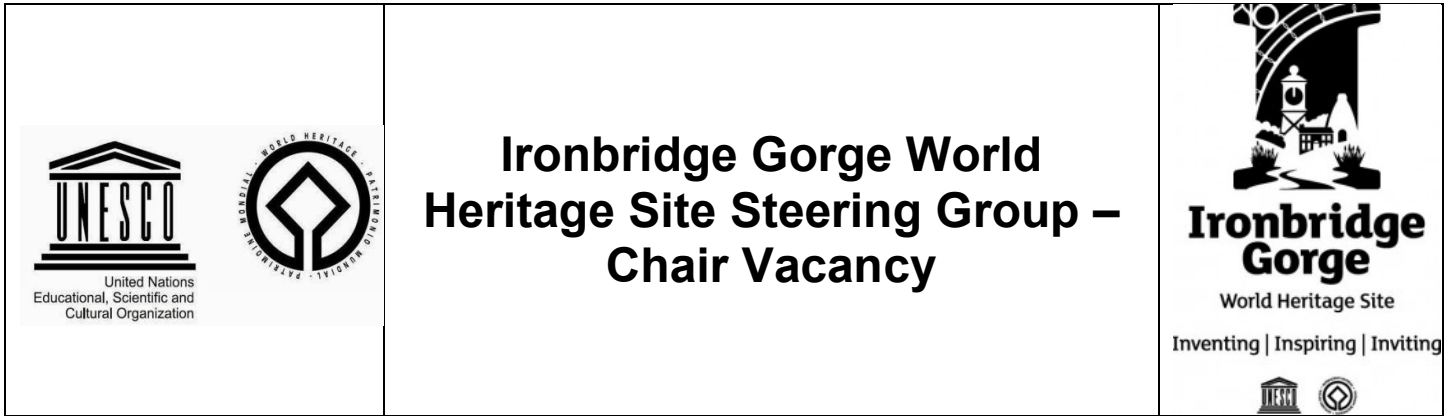 UNESCO
United Nations
Educational, Scientific and
Cultural Organization
WORLD HERITAGE · PATRIMONIO MUNDIAL · PATRIMOINE MONDIAL ·
Ironbridge Gorge World
Heritage Site Steering Group –
Chair Vacancy
Ironbridge
Gorge
World Heritage Site
Inventing | Inspiring | Inviting
UNESCO